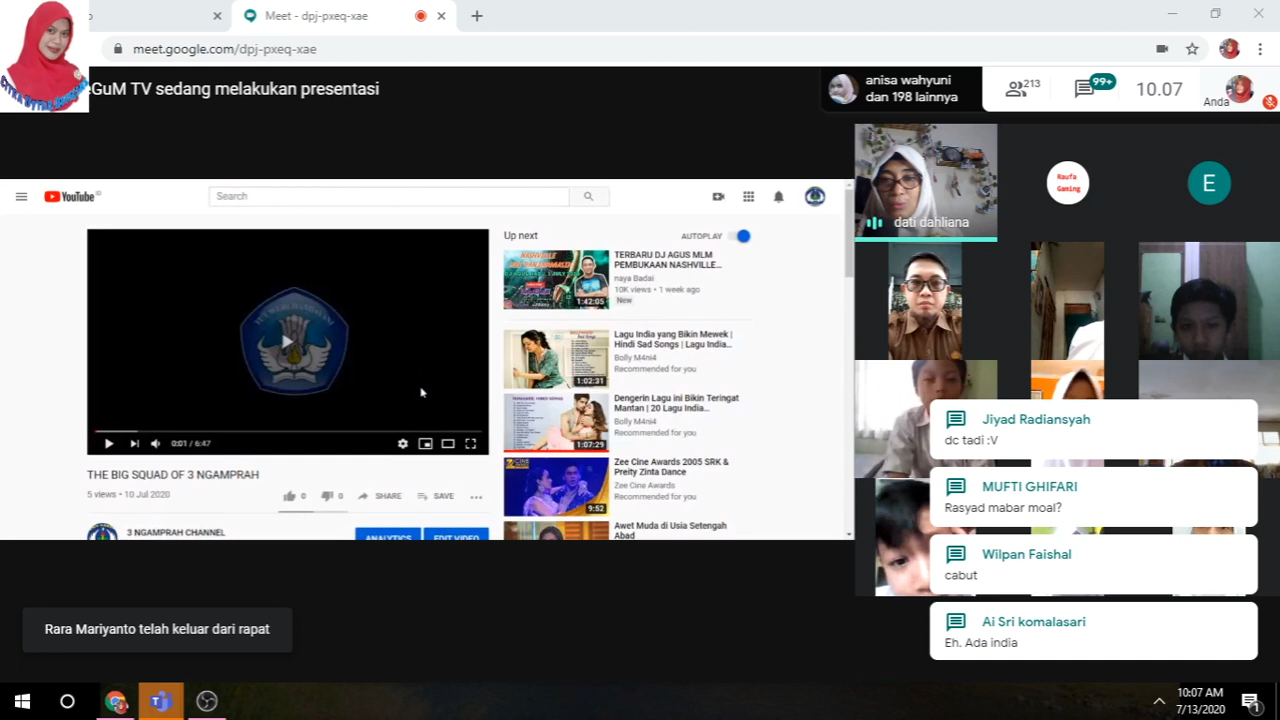 Meet - dpj-pxeq-xae
meet.google.com/dpj-pxeq-xae
GuM TV sedang melakukan presentasi
anisa wahyuni
dan 198 lainnya
213
99+
10.07
Anda
YouTube
Search
dati dahliana
Raufa
Gaming
E
Up next
AUTOPLAY
TERBARU DJ AGUS MLM
PEMBUKAAN NASHVILLE...
naya Badai
10K views • 1 week ago
New
1:42:05
Lagu India yang Bikin Mewek |
Hindi Sad Songs | Lagu India...
Bolly M4ni4
Recommended for you
1:02:31
Dengerin Lagu ini Bikin Teringat
Mantan | 20 Lagu India...
Bolly M4ni4
Recommended for you
1:07:29
Zee Cine Awards 2005 SRK &
Preity Zinta Dance
Zee Cine Awards
Recommended for you
9:52
Awet Muda di Usia Setengah
Abad
0:01 / 6:47
THE BIG SQUAD OF 3 NGAMPRAH
5 views • 10 Jul 2020
0
0
SHARE
SAVE
3 NGAMPRAH CHANNEL
ANALYTICS
EDIT VIDEO
Jiyad Radiansyah
dc tadi :V
MUFTI GHIFARI
Rasyad mabar moal?
Wilpan Faishal
cabut
Ai Sri komalasari
Eh. Ada india
Rara Mariyanto telah keluar dari rapat
10:07 AM
7/13/2020
1